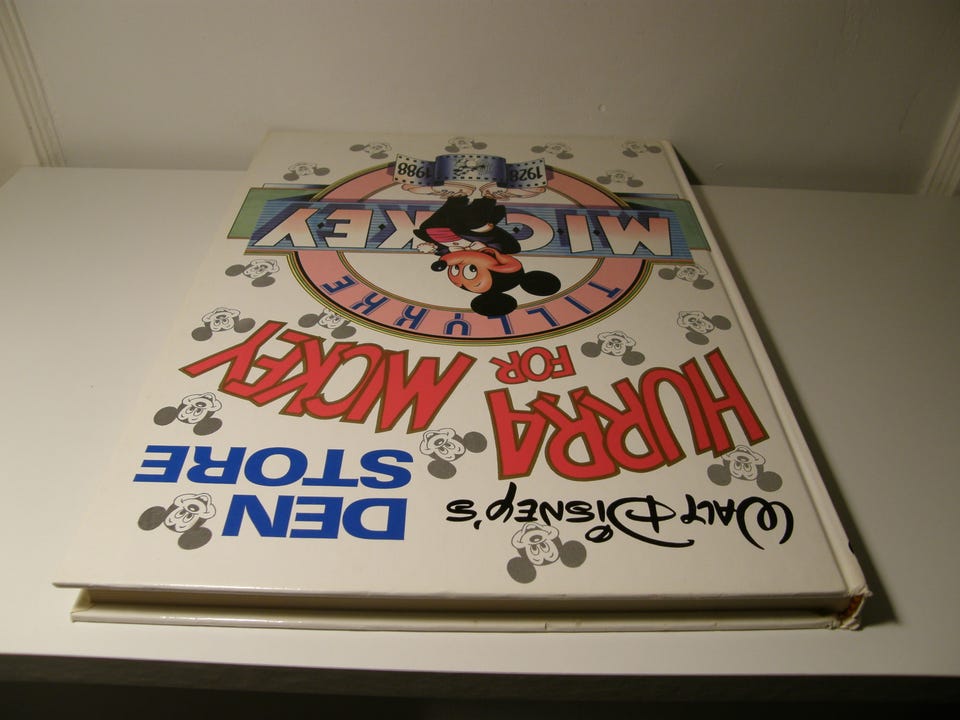 WALT DISNEY'S
DEN
STORE
HURRA
FOR
MICKEY
TILLYKKE
MICKEY
1928
1988